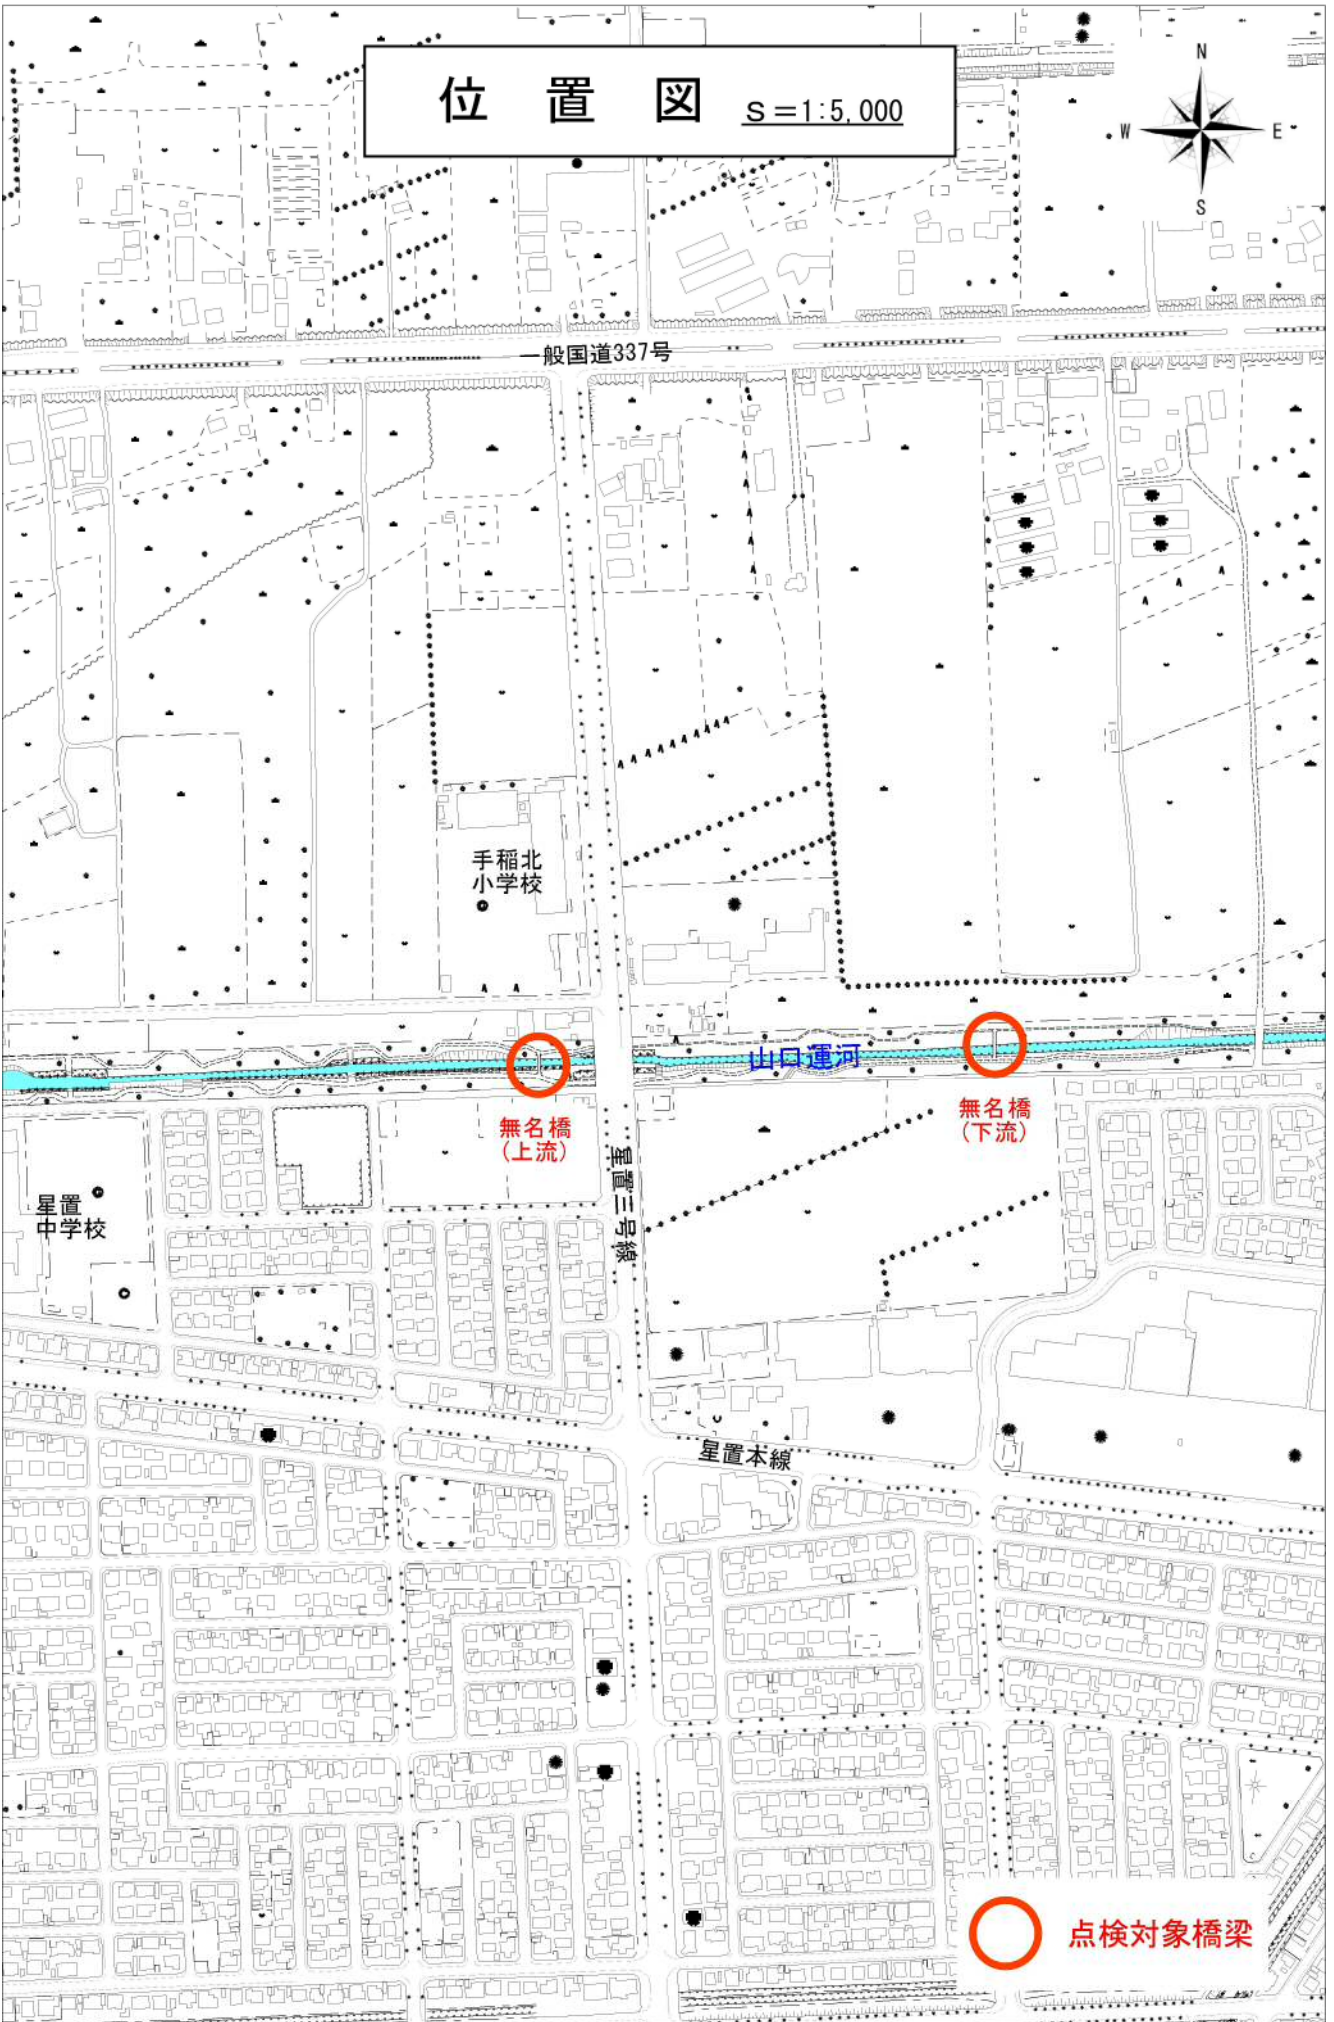 位置図 S=1:5,000
N
W
E
S
一般国道337号
手稲北
小学校
山口運河
無名橋
(上流)
無名橋
(下流)
星置三号線
星置
中学校
星置本線
点検対象橋梁